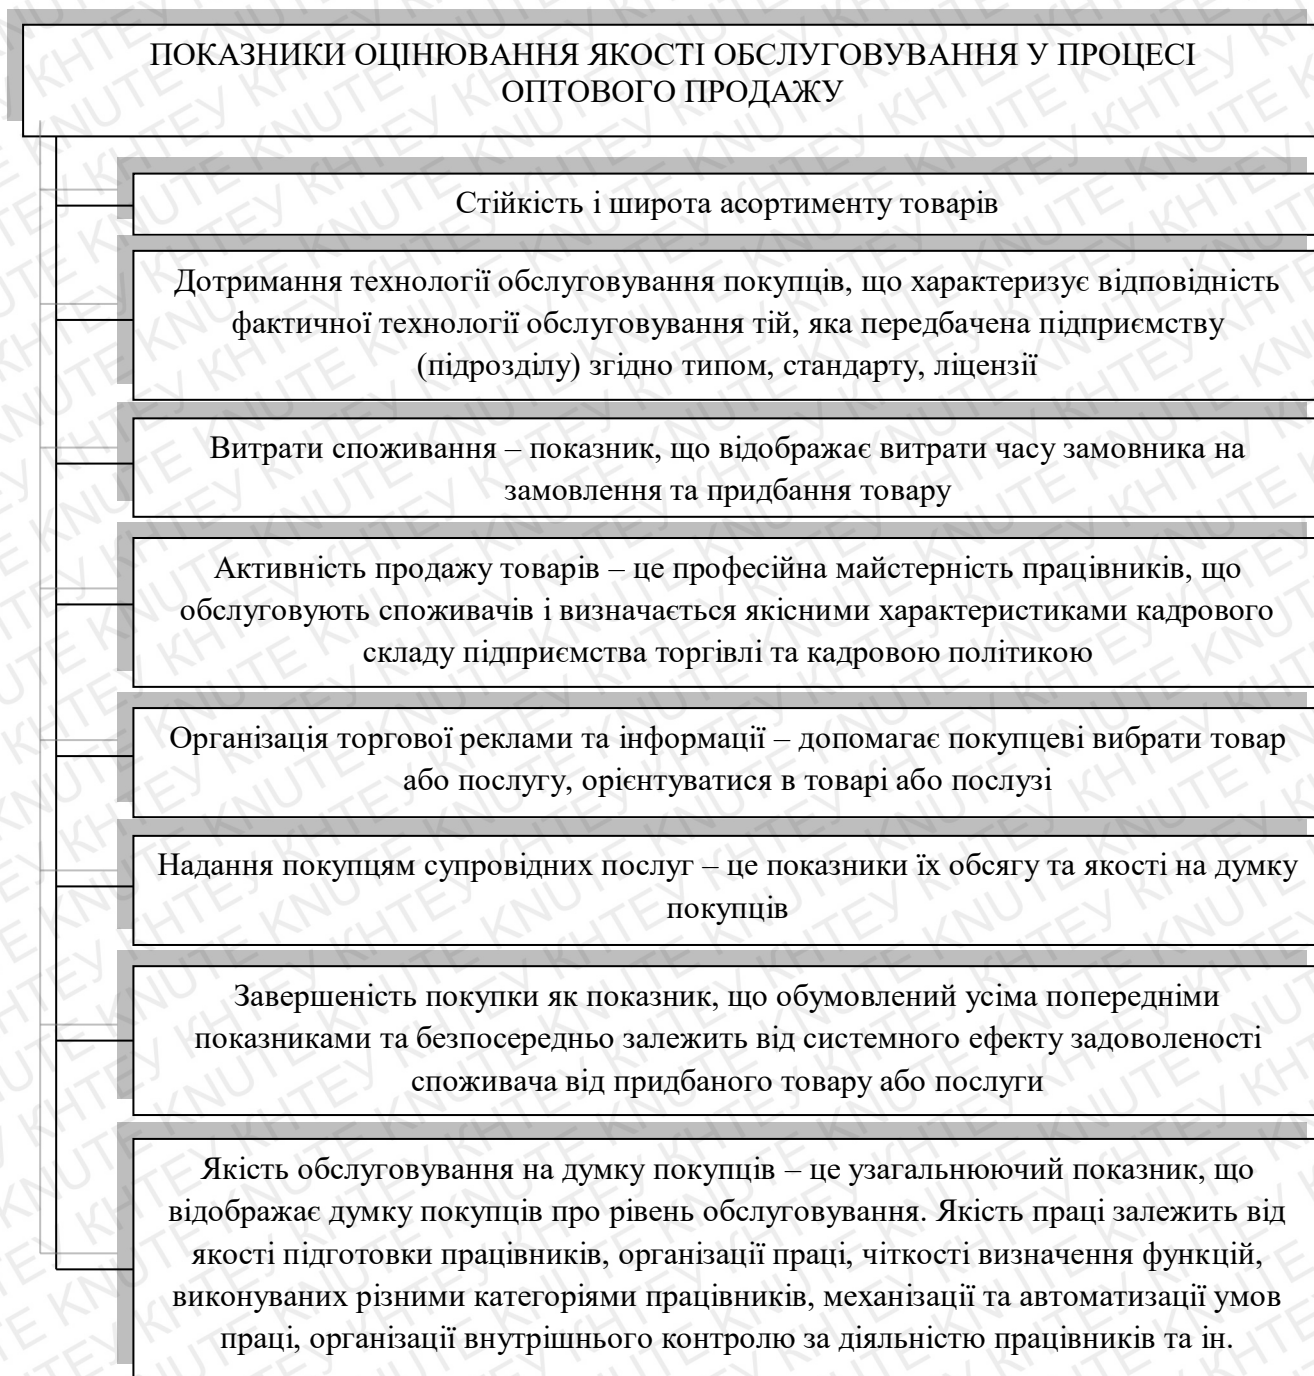 ПОКАЗНИКИ ОЦІНЮВАННЯ ЯКОСТІ ОБСЛУГОВУВАННЯ У ПРОЦЕСІ
ОПТОВОГО ПРОДАЖУ
Стійкість і широта асортименту товарів
Дотримання технології обслуговування покупців, що характеризує відповідність
фактичної технології обслуговування тій, яка передбачена підприємству
(підрозділу) згідно типом, стандарту, ліцензії
Витрати споживання – показник, що відображає витрати часу замовника на
замовлення та придбання товару
Активність продажу товарів – це професійна майстерність працівників, що
обслуговують споживачів і визначається якісними характеристиками кадрового
складу підприємства торгівлі та кадровою політикою
Організація торгової реклами та інформації – допомагає покупцеві вибрати товар
або послугу, орієнтуватися в товарі або послузі
Надання покупцям супровідних послуг – це показники їх обсягу та якості на думку
покупців
Завершеність покупки як показник, що обумовлений усіма попередніми
показниками та безпосередньо залежить від системного ефекту задоволеності
споживача від придбаного товару або послуги
Якість обслуговування на думку покупців – це узагальнюючий показник, що
відображає думку покупців про рівень обслуговування. Якість праці залежить від
якості підготовки працівників, організації праці, чіткості визначення функцій,
виконуваних різними категоріями працівників, механізації та автоматизації умов
праці, організації внутрішнього контролю за діяльністю працівників та ін.